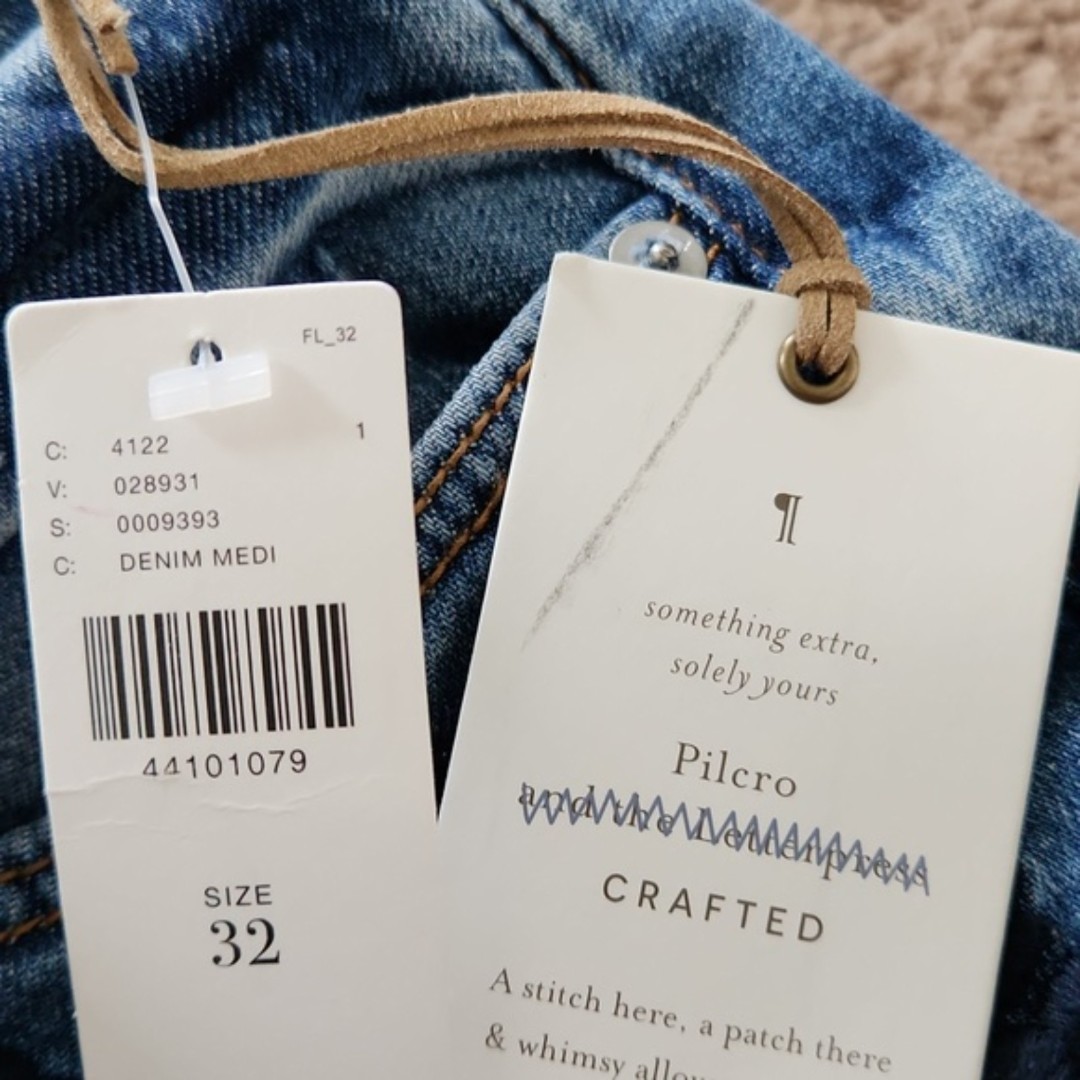 FL_32
C: 4122 1
V: 028931
S: 0009393
C: DENIM MEDI
44101079
SIZE
32
¶
something extra,
solely yours
Pilcro
and the Letterpress
CRAFTED
A stitch here, a patch there
& whimsy